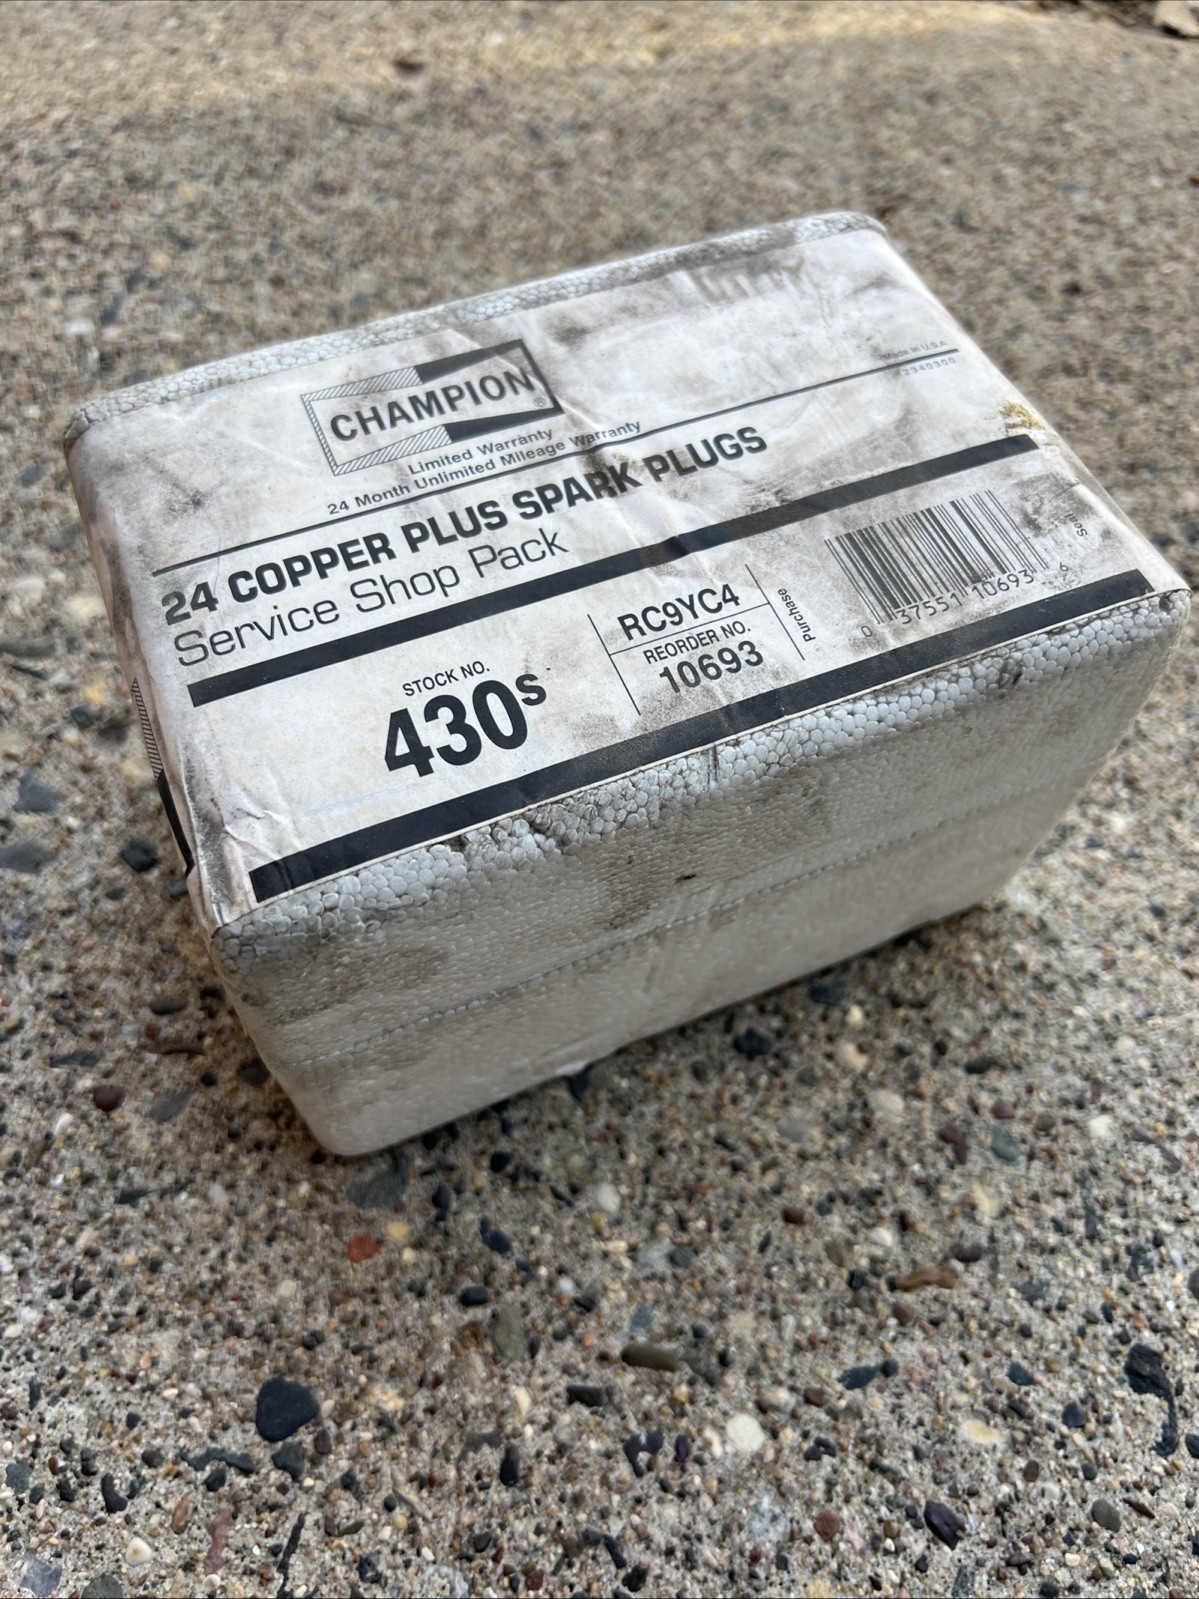 CHAMPION®
Limited Warranty
24 Month Unlimited Mileage Warranty
Made in U.S.A.
2340300
24 COPPER PLUS SPARK PLUGS
Service Shop Pack
STOCK NO.
430S
RC9YC4
REORDER NO.
10693
Purchase
0 37551 10693 6